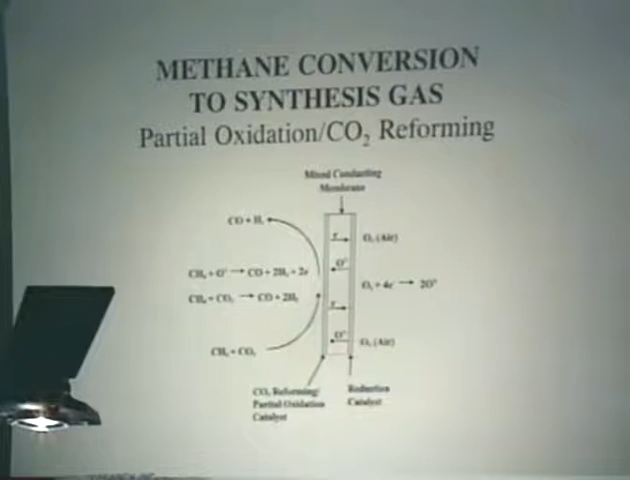 METHANE CONVERSION
TO SYNTHESIS GAS
Partial Oxidation/CO₂ Reforming
Mixed Conducting
Membrane
CO + H₂
O₂ (Air)
CH₄ + O⁼ → CO + 2H₂ + 2e⁻
O⁼
CH₄ + CO₂ → CO + 2H₂
O₂ + 4e⁻ → 2O⁼
e⁻
O⁼
CH₄ + CO₂
O₂ (Air)
CO₂ Reforming/
Partial Oxidation
Catalyst
Reduction
Catalyst